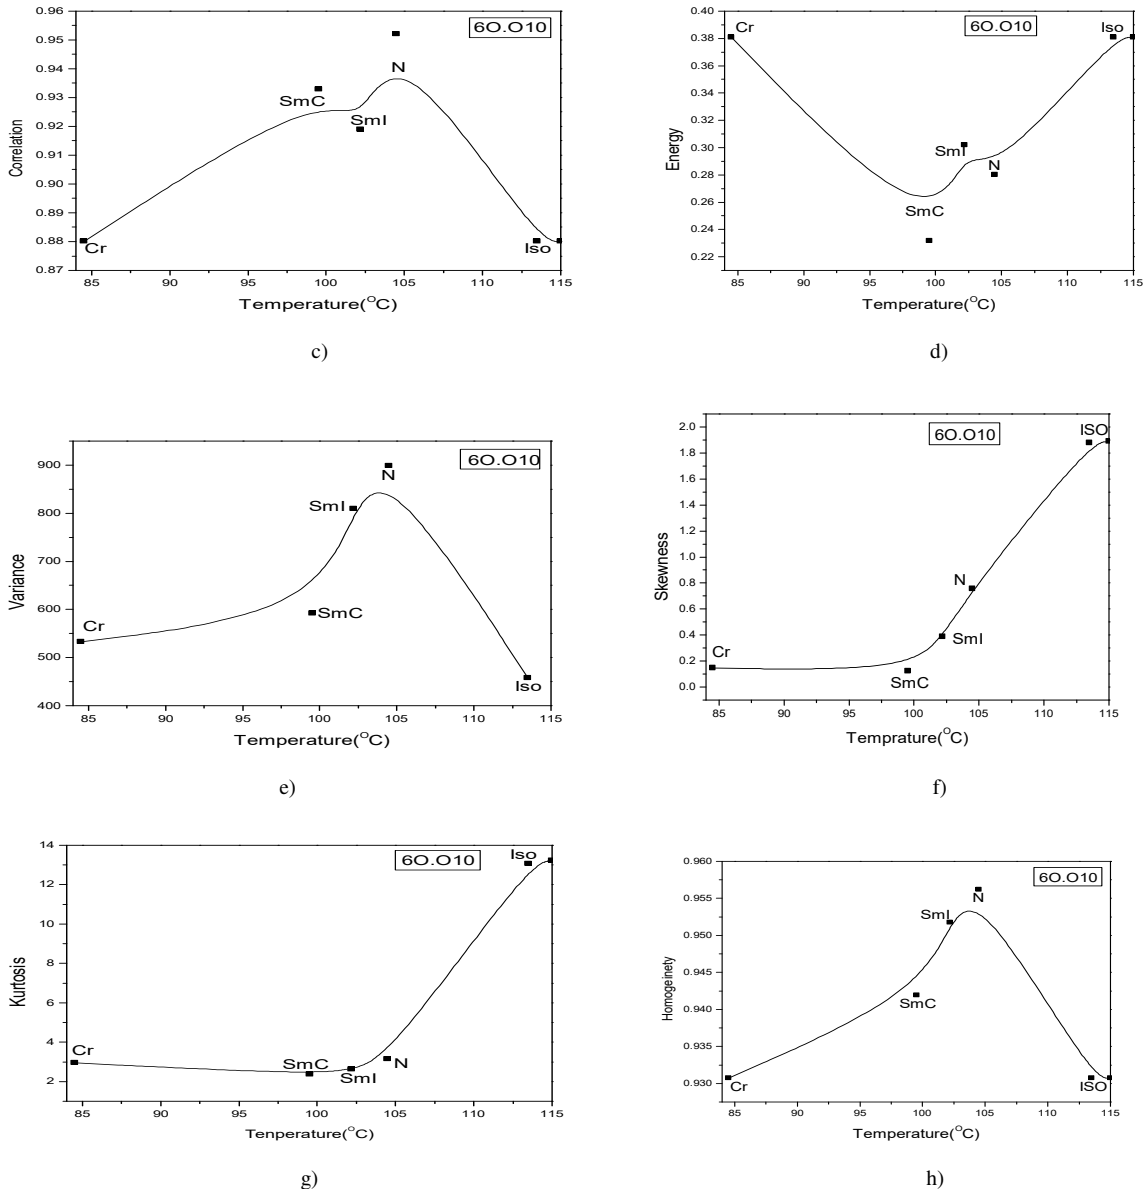 6O.O10
0.95
0.96
0.94
0.93
0.92
0.91
0.90
0.89
0.88
0.87
Correlation
N
SmC
SmI
Cr
Iso
85 90 95 100 105 110 115
Temperature(OC)
c)
6O.O10
0.40
0.38
0.36
0.34
0.32
0.30
0.28
0.26
0.24
0.22
Energy
Cr
Iso
SmI
N
SmC
85 90 95 100 105 110 115
Temperature(OC)
d)
6O.O10
900
800
700
600
500
400
Variance
N
SmI
SmC
Cr
Iso
85 90 95 100 105 110 115
Temperature(OC)
e)
6O.O10
2.0
1.8
1.6
1.4
1.2
1.0
0.8
0.6
0.4
0.2
0.0
Skewness
ISO
N
SmI
Cr
SmC
85 90 95 100 105 110 115
Temprature(OC)
f)
6O.O10
14
12
10
8
6
4
2
Kurtosis
Iso
Cr
SmC
SmI
N
85 90 95 100 105 110 115
Tenperature(OC)
g)
6O.O10
0.960
0.955
0.950
0.945
0.940
0.935
0.930
Homogeinety
N
SmI
SmC
Cr
ISO
85 90 95 100 105 110 115
Temperature(OC)
h)